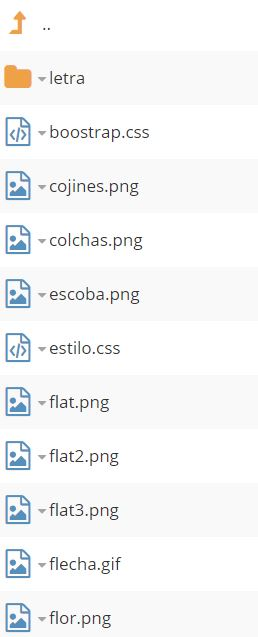 ..
letra
boostrap.css
cojines.png
colchas.png
escoba.png
estilo.css
flat.png
flat2.png
flat3.png
flecha.gif
flor.png